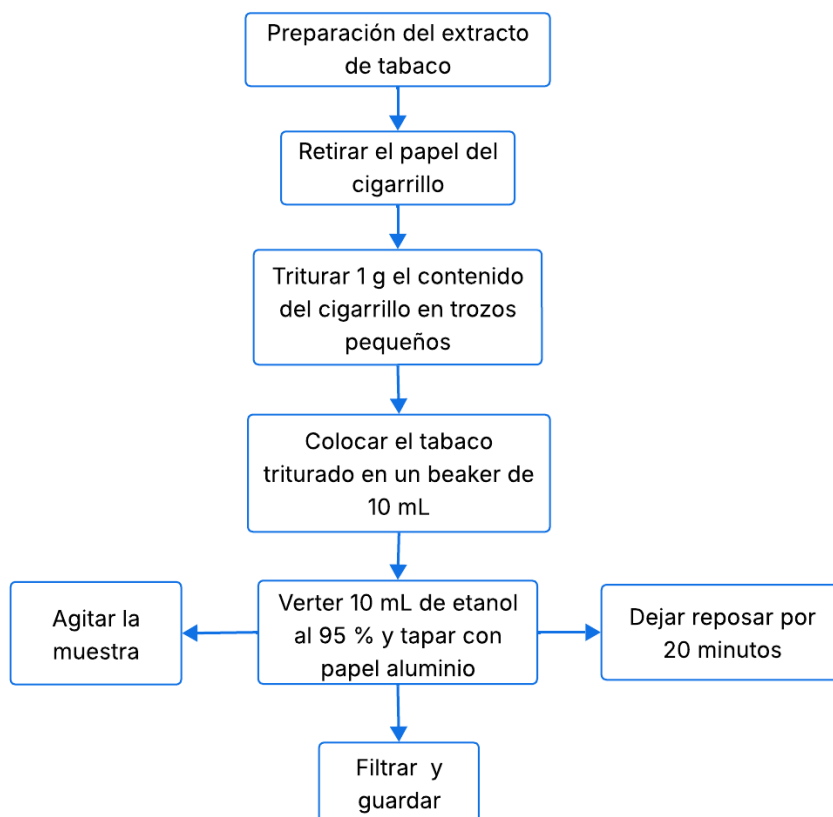 Preparación del extracto
de tabaco
Retirar el papel del
cigarrillo
Triturar 1 g el contenido
del cigarrillo en trozos
pequeños
Colocar el tabaco
triturado en un beaker de
10 mL
Agitar la
muestra
Verter 10 mL de etanol
al 95 % y tapar con
papel aluminio
Dejar reposar por
20 minutos
Filtrar y
guardar